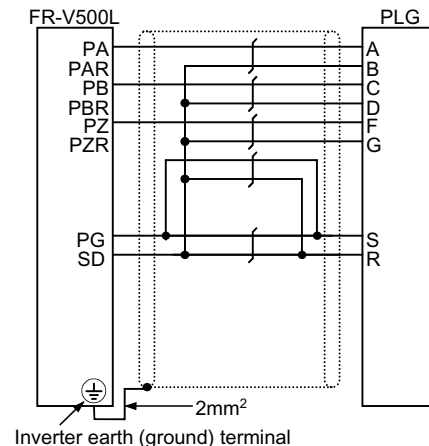 FR-V500L PLG
PA A
PAR B
PB C
PBR D
PZ F
PZR G
PG S
SD R
2mm²
Inverter earth (ground) terminal